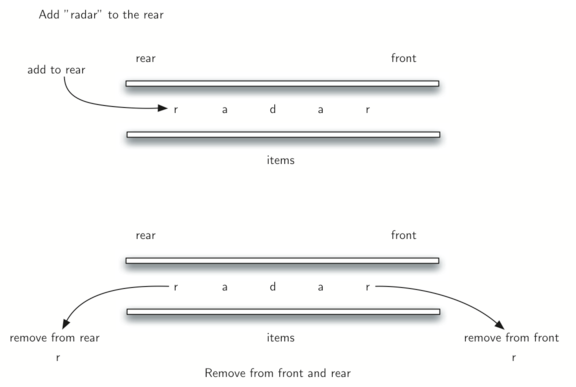 Add "radar" to the rear
rear front
add to rear
r a d a r
items
rear front
r a d a r
remove from rear items remove from front
r r
Remove from front and rear